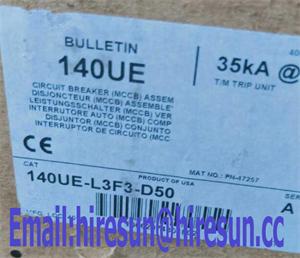 BULLETIN
140UE
35kA @
T/M TRIP UNIT
CIRCUIT BREAKER (MCCB) ASSEM
DISJONCTEUR (MCCB) ASSEMBLE'
LEISTUNGSSCHALTER (MCCB) VER
INTERRUTTORE (MCCB) COMP
DISJUNTOR (MCCB) CONJUNTO
INTERRUPTOR DE CIRCUITO (MCC
CE
PRODUCT OF USA
MAT NO.: PN-47257
CAT
SERIES
140UE-L3F3-D50
A
Email:hiresun@hiresun.cc